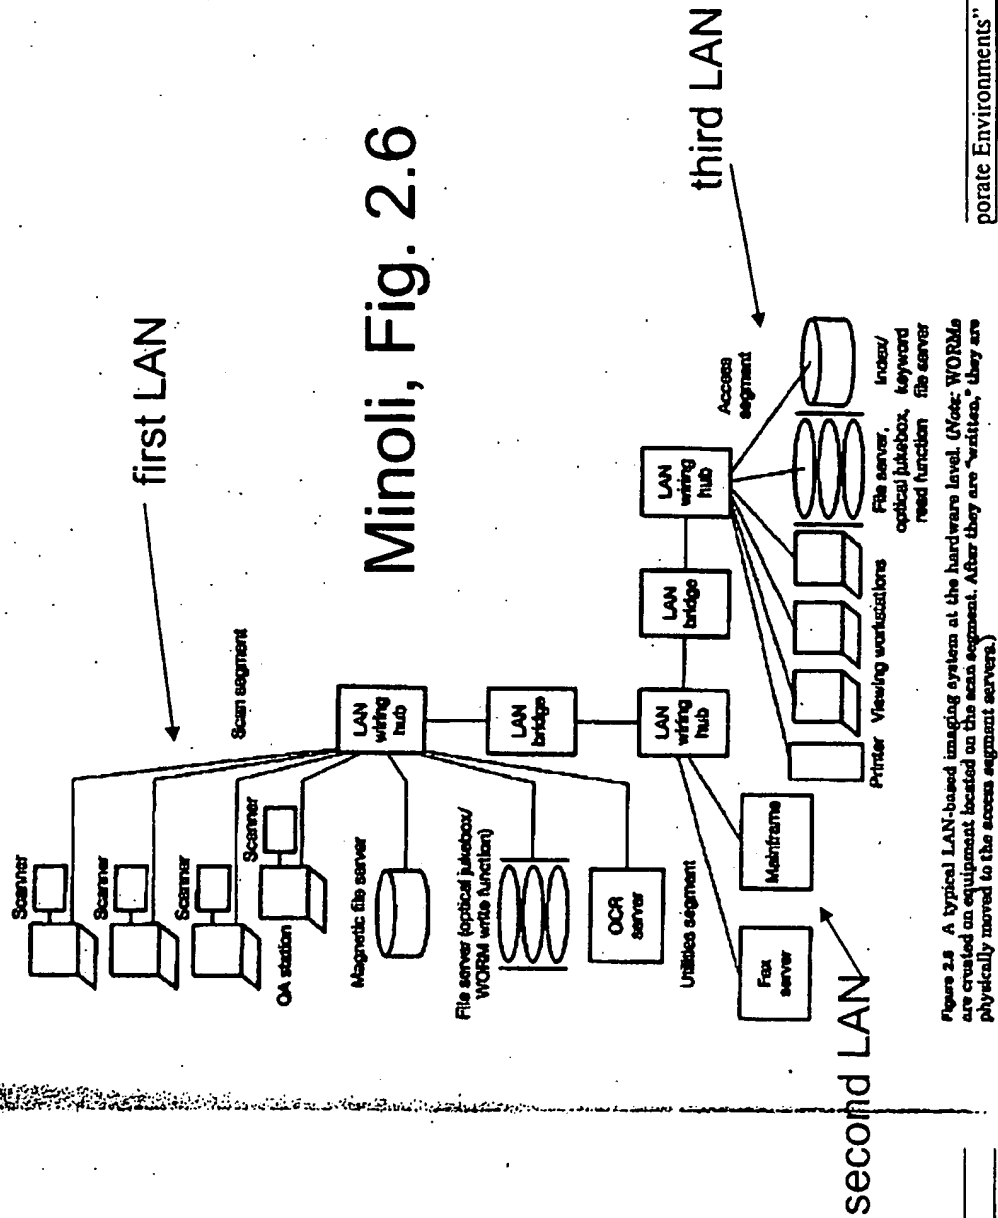 Minoli, Fig. 2.6
first LAN
Scan segment
Scanner
Scanner
Scanner
Scanner
QA station
Magnetic file server
File server (optical jukebox/
WORM write function)
OCR
server
LAN
wiring
hub
LAN
bridge
LAN
wiring
hub
Utilities segment
Fax
server
Mainframe
second LAN
LAN
bridge
LAN
wiring
hub
third LAN
Access
segment
Printer
Viewing workstations
File server,
optical jukebox,
read function
Index/
keyword
file server
Figure 2.6 A typical LAN-based imaging system at the hardware level. (Note: WORMs
are created on equipment located on the scan segment. After they are "written," they are
physically moved to the access segment servers.)
porate Environments"